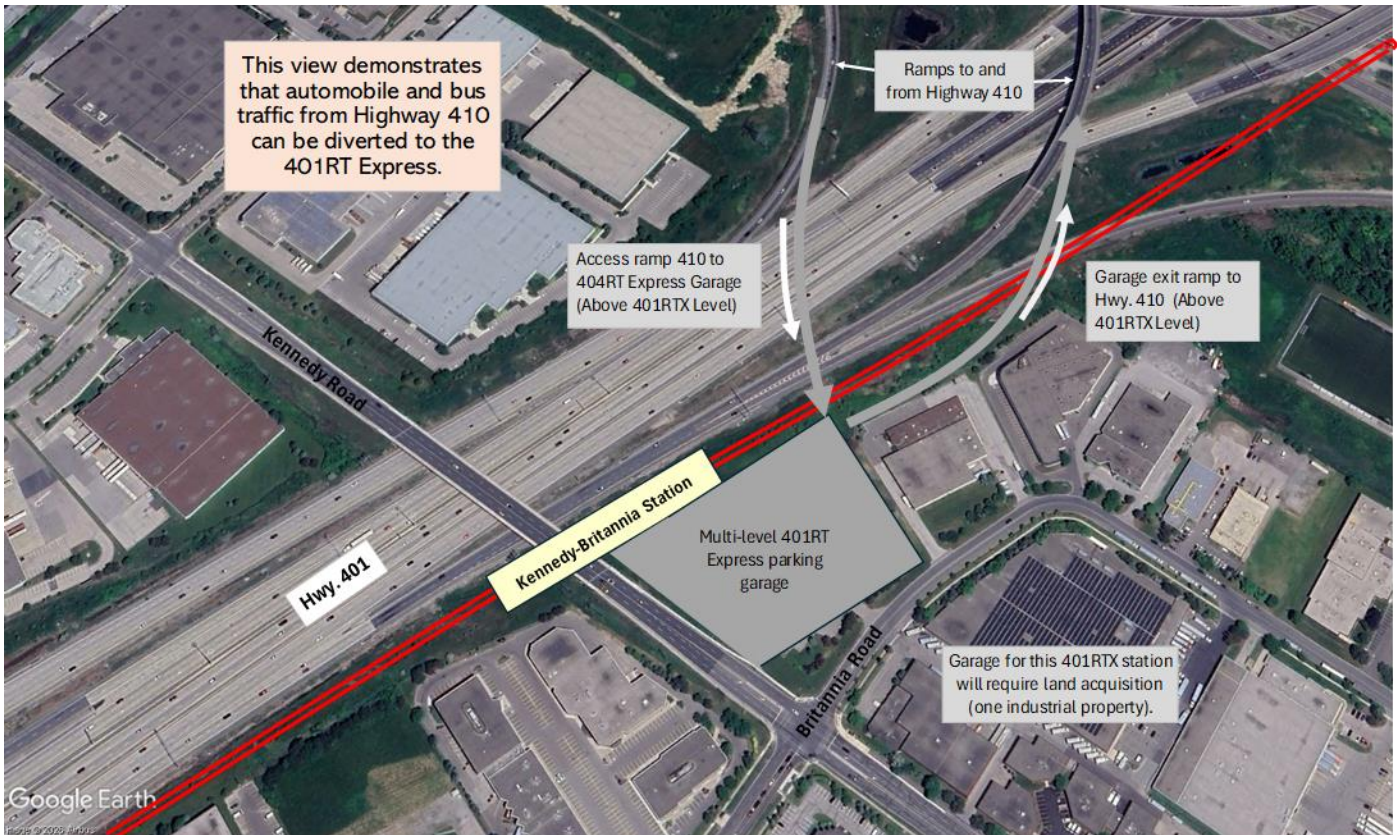 This view demonstrates
that automobile and bus
traffic from Highway 410
can be diverted to the
401RT Express.
Ramps to and
from Highway 410
Access ramp 410 to
404RT Express Garage
(Above 401RTX Level)
Garage exit ramp to
Hwy. 410 (Above
401RTX Level)
Kennedy Road
Kennedy-Britannia Station
Hwy. 401
Multi-level 401RT
Express parking
garage
Britannia Road
Garage for this 401RTX station
will require land acquisition
(one industrial property).
Google Earth
Image © 2026 Airbus